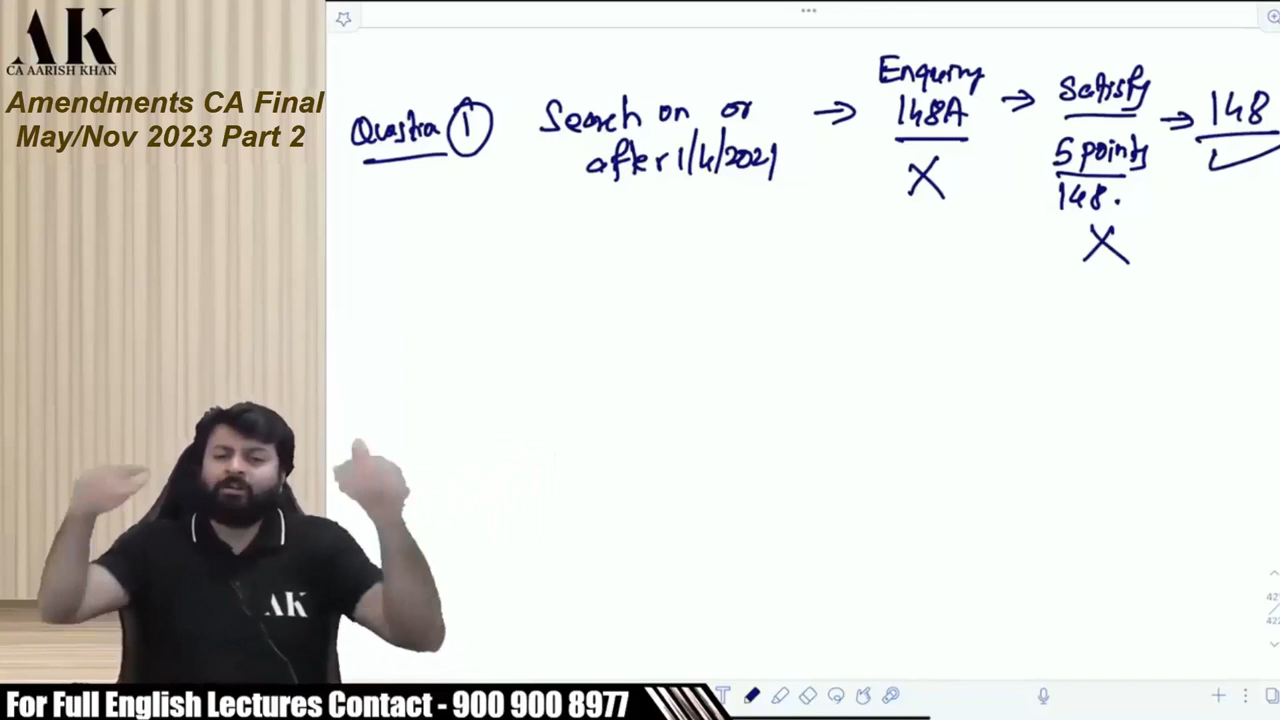 AK
CA AARISH KHAN
Amendments CA Final
May/Nov 2023 Part 2
Question 1
Search on or
after 1/4/2021
→
Enquiry
148A
X
→
Satisfy
5 points
148.
X
→
148
AK
For Full English Lectures Contact - 900 900 8977